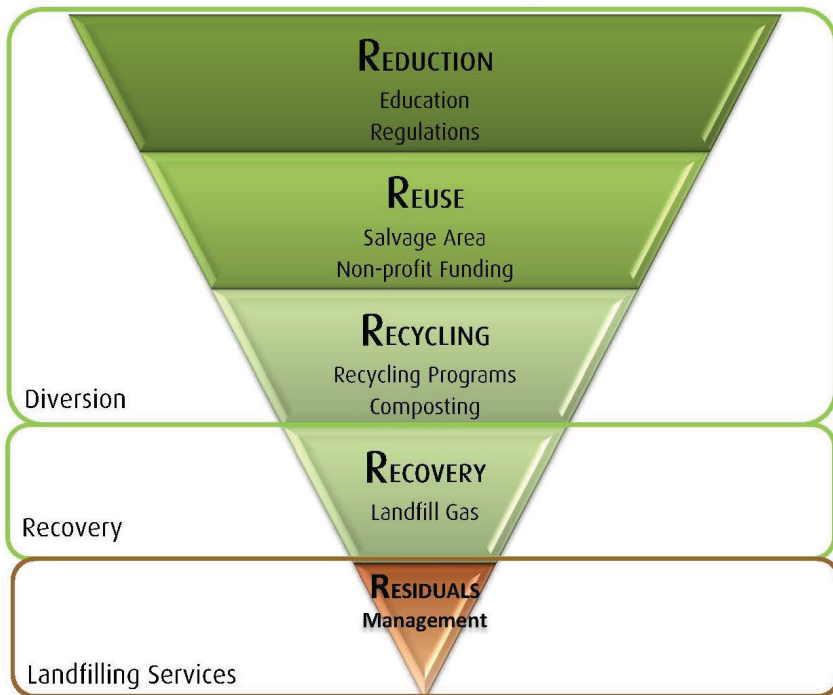 REDUCTION
Education
Regulations
REUSE
Salvage Area
Non-profit Funding
RECYCLING
Recycling Programs
Composting
Diversion
RECOVERY
Landfill Gas
Recovery
RESIDUALS
Management
Landfilling Services